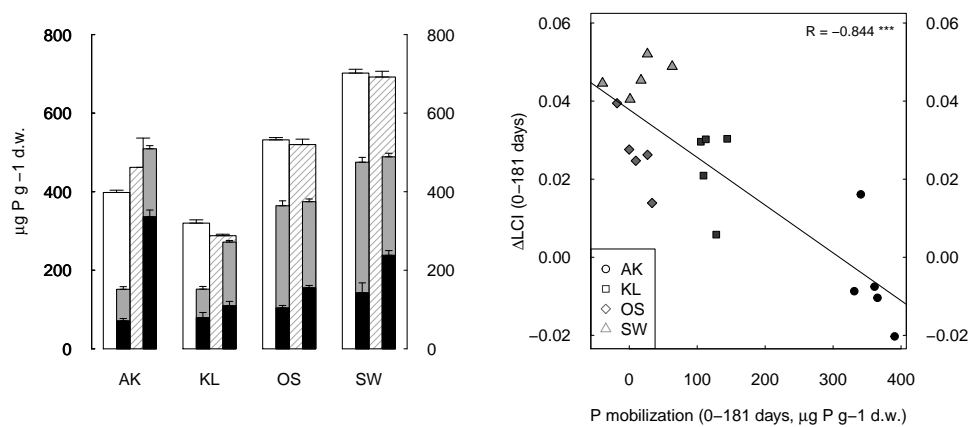 800
600
400
200
0
µg P g −1 d.w.
800
600
400
200
0
AK KL OS SW
0.06
0.04
0.02
0.00
−0.02
ΔLCI (0−181 days)
R = −0.844 ***
AK
KL
OS
SW
0.06
0.04
0.02
0.00
−0.02
0 100 200 300 400
P mobilization (0−181 days, µg P g−1 d.w.)